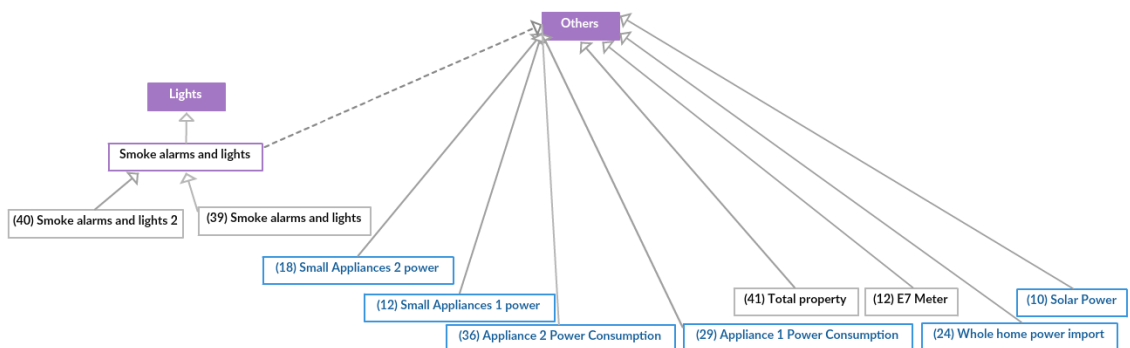 Others
Lights
Smoke alarms and lights
(40) Smoke alarms and lights 2
(39) Smoke alarms and lights
(18) Small Appliances 2 power
(12) Small Appliances 1 power
(41) Total property
(12) E7 Meter
(10) Solar Power
(36) Appliance 2 Power Consumption
(29) Appliance 1 Power Consumption
(24) Whole home power import